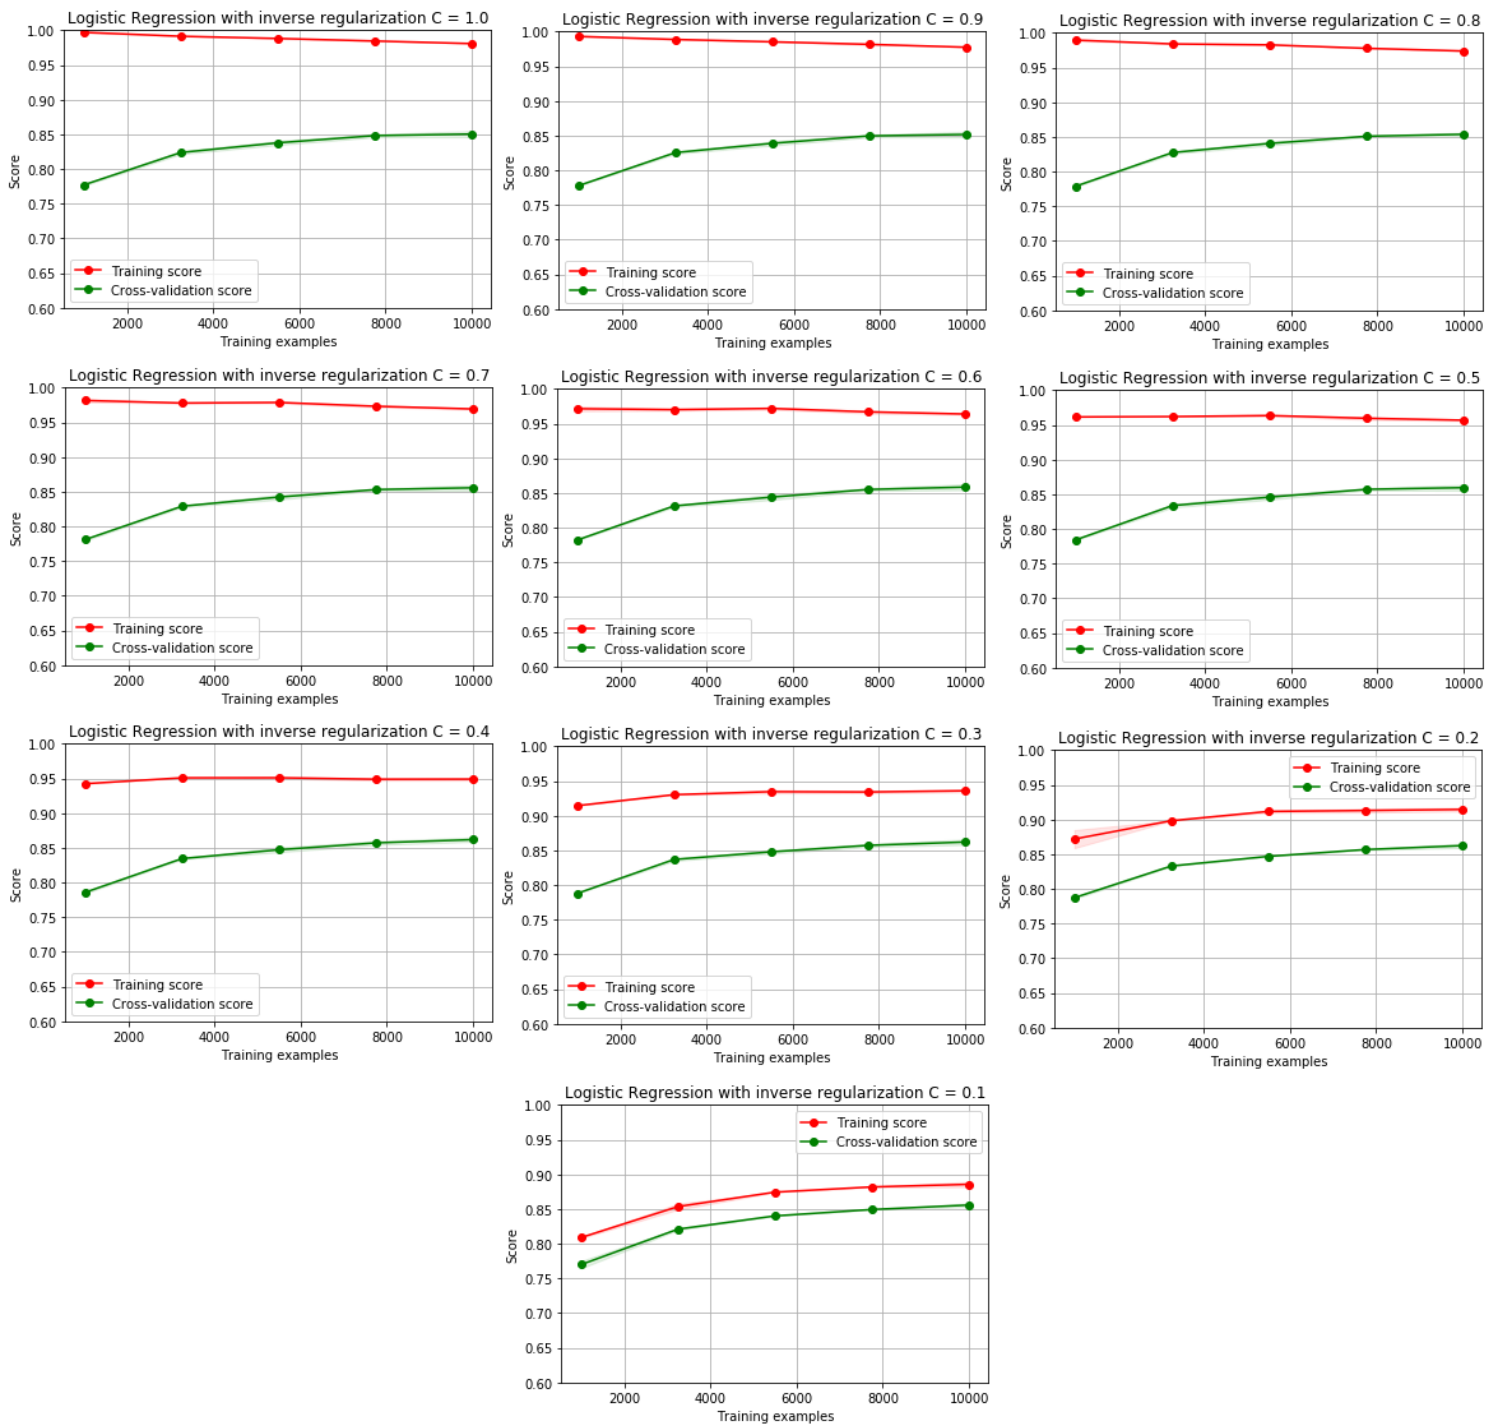 Logistic Regression with inverse regularization C = 1.0
1.00
0.95
0.90
0.85
0.80
0.75
0.70
0.65
0.60
Score
Training score
Cross-validation score
2000 4000 6000 8000 10000
Training examples
Logistic Regression with inverse regularization C = 0.9
1.00
0.95
0.90
0.85
0.80
0.75
0.70
0.65
0.60
Score
Training score
Cross-validation score
2000 4000 6000 8000 10000
Training examples
Logistic Regression with inverse regularization C = 0.8
1.00
0.95
0.90
0.85
0.80
0.75
0.70
0.65
0.60
Score
Training score
Cross-validation score
2000 4000 6000 8000 10000
Training examples
Logistic Regression with inverse regularization C = 0.7
1.00
0.95
0.90
0.85
0.80
0.75
0.70
0.65
0.60
Score
Training score
Cross-validation score
2000 4000 6000 8000 10000
Training examples
Logistic Regression with inverse regularization C = 0.6
1.00
0.95
0.90
0.85
0.80
0.75
0.70
0.65
0.60
Score
Training score
Cross-validation score
2000 4000 6000 8000 10000
Training examples
Logistic Regression with inverse regularization C = 0.5
1.00
0.95
0.90
0.85
0.80
0.75
0.70
0.65
0.60
Score
Training score
Cross-validation score
2000 4000 6000 8000 10000
Training examples
Logistic Regression with inverse regularization C = 0.4
1.00
0.95
0.90
0.85
0.80
0.75
0.70
0.65
0.60
Score
Training score
Cross-validation score
2000 4000 6000 8000 10000
Training examples
Logistic Regression with inverse regularization C = 0.3
1.00
0.95
0.90
0.85
0.80
0.75
0.70
0.65
0.60
Score
Training score
Cross-validation score
2000 4000 6000 8000 10000
Training examples
Logistic Regression with inverse regularization C = 0.2
1.00
0.95
0.90
0.85
0.80
0.75
0.70
0.65
0.60
Score
Training score
Cross-validation score
2000 4000 6000 8000 10000
Training examples
Logistic Regression with inverse regularization C = 0.1
1.00
0.95
0.90
0.85
0.80
0.75
0.70
0.65
0.60
Score
Training score
Cross-validation score
2000 4000 6000 8000 10000
Training examples